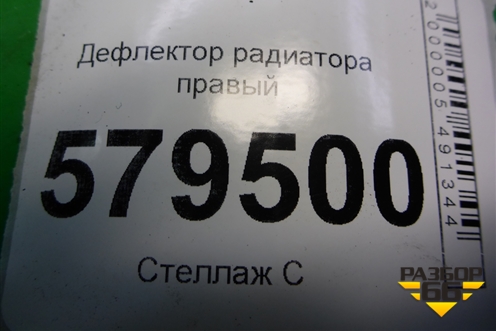 Дефлектор радиатора
правый
579500
Стеллаж С
2000005491344
РАЗБОР
66